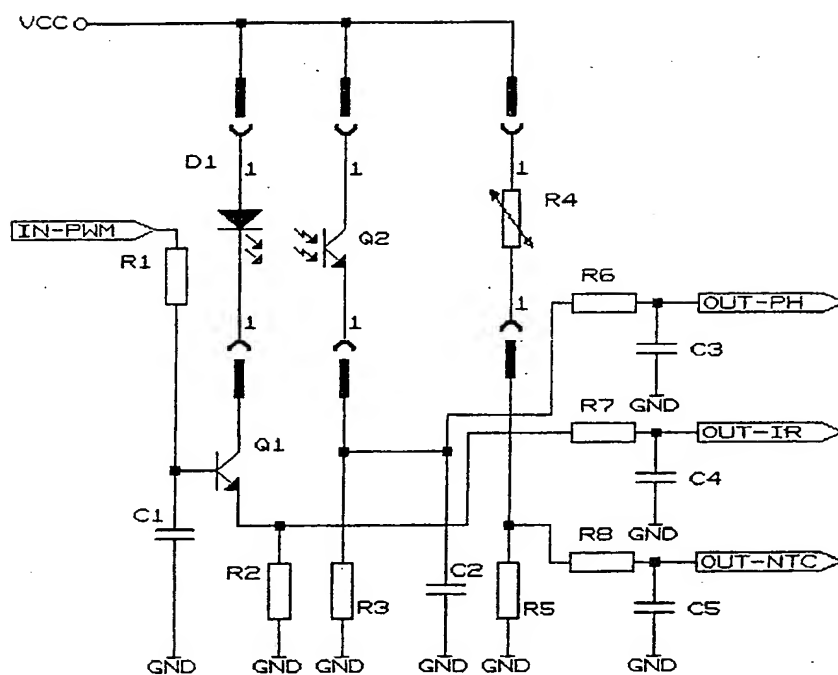 VCC
D1
1
1
1
R4
IN-PWM
R1
Q2
R6
OUT-PH
1
1
1
C3
GND
R7
OUT-IR
Q1
C4
C1
GND
R8
OUT-NTC
R2
R3
C2
R5
C5
GND
GND
GND
GND
GND
GND